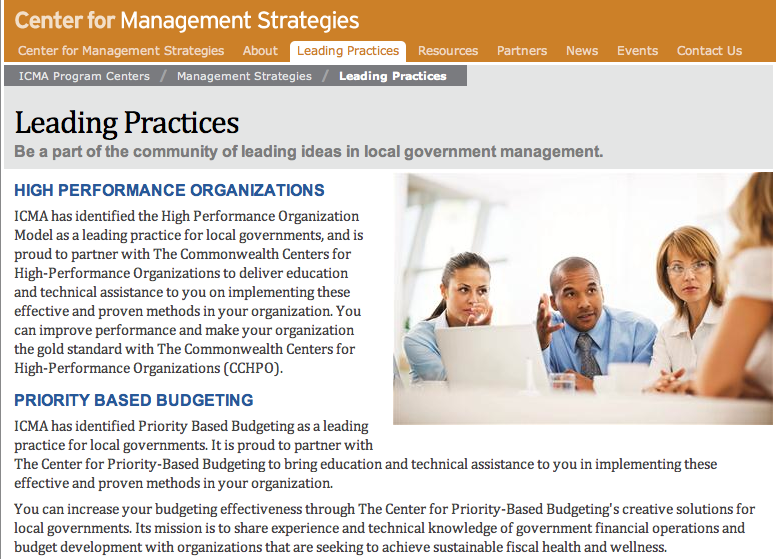 Center for Management Strategies
Center for Management Strategies About Leading Practices Resources Partners News Events Contact Us
ICMA Program Centers / Management Strategies / Leading Practices
Leading Practices
Be a part of the community of leading ideas in local government management.
HIGH PERFORMANCE ORGANIZATIONS
ICMA has identified the High Performance Organization
Model as a leading practice for local governments, and is
proud to partner with The Commonwealth Centers for
High-Performance Organizations to deliver education
and technical assistance to you on implementing these
effective and proven methods in your organization. You
can improve performance and make your organization
the gold standard with The Commonwealth Centers for
High-Performance Organizations (CCHPO).
PRIORITY BASED BUDGETING
ICMA has identified Priority Based Budgeting as a leading
practice for local governments. It is proud to partner with
The Center for Priority-Based Budgeting to bring education and technical assistance to you in implementing these
effective and proven methods in your organization.
You can increase your budgeting effectiveness through The Center for Priority-Based Budgeting's creative solutions for
local governments. Its mission is to share experience and technical knowledge of government financial operations and
budget development with organizations that are seeking to achieve sustainable fiscal health and wellness.